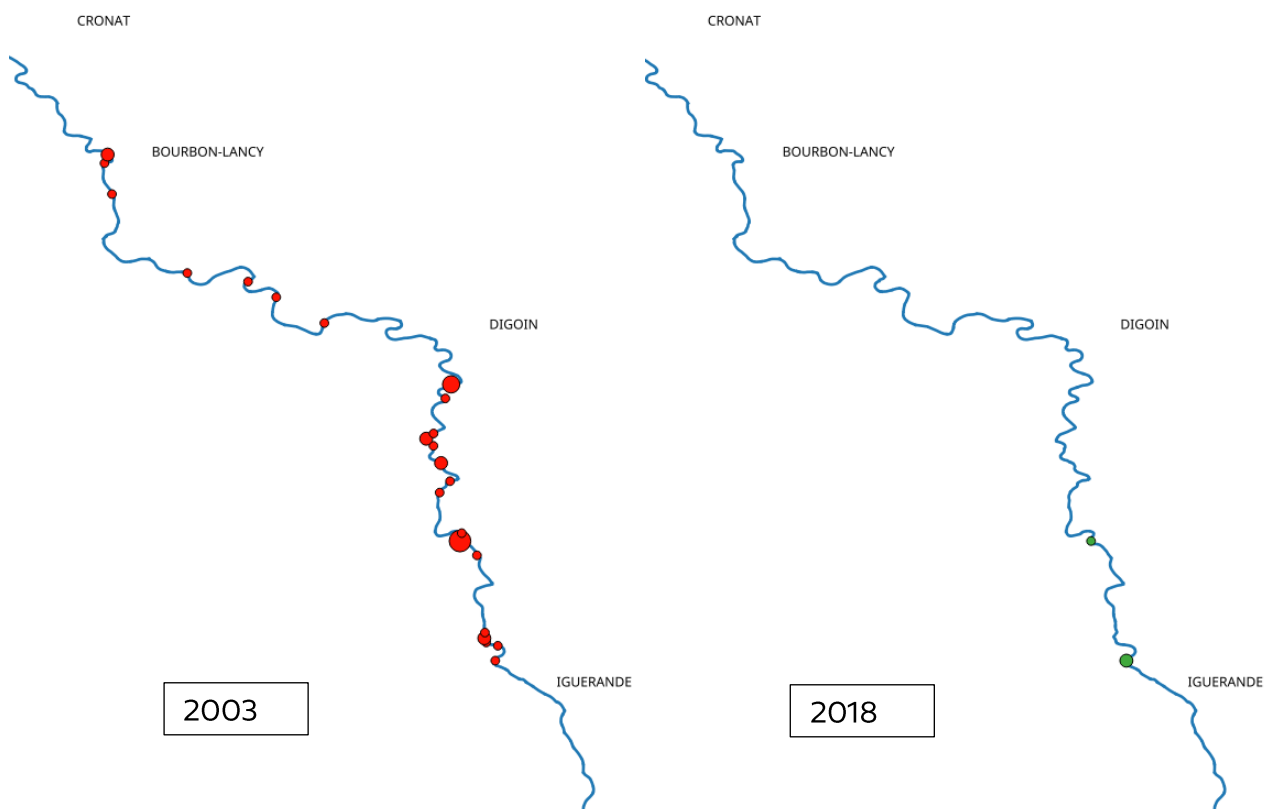 CRONAT
BOURBON-LANCY
DIGOIN
IGUERANDE
2003
CRONAT
BOURBON-LANCY
DIGOIN
IGUERANDE
2018